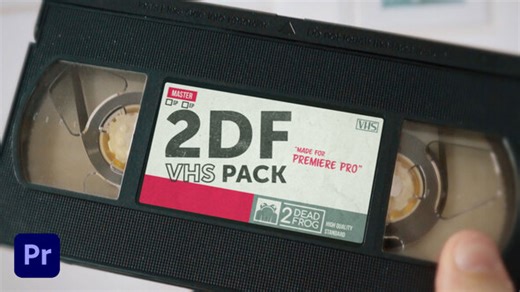 MASTER
2DF
VHS
"MADE FOR
PREMIERE PRO"
VHS PACK
2 DEAD
FROG
HIGH QUALITY
STANDARD
Pr